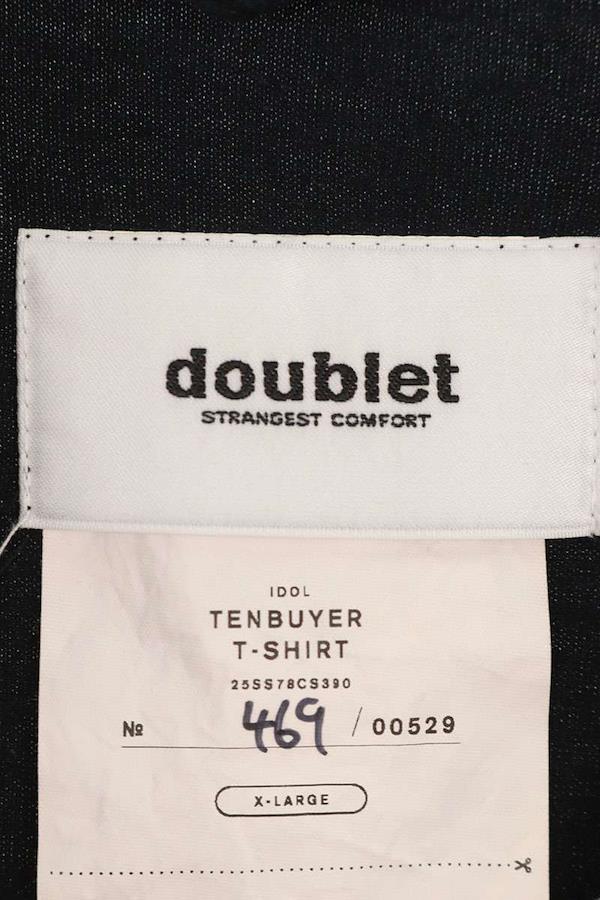 doublet
STRANGEST COMFORT
IDOL
TENBUYER
T-SHIRT
25SS78CS390
№ 469 / 00529
X-LARGE